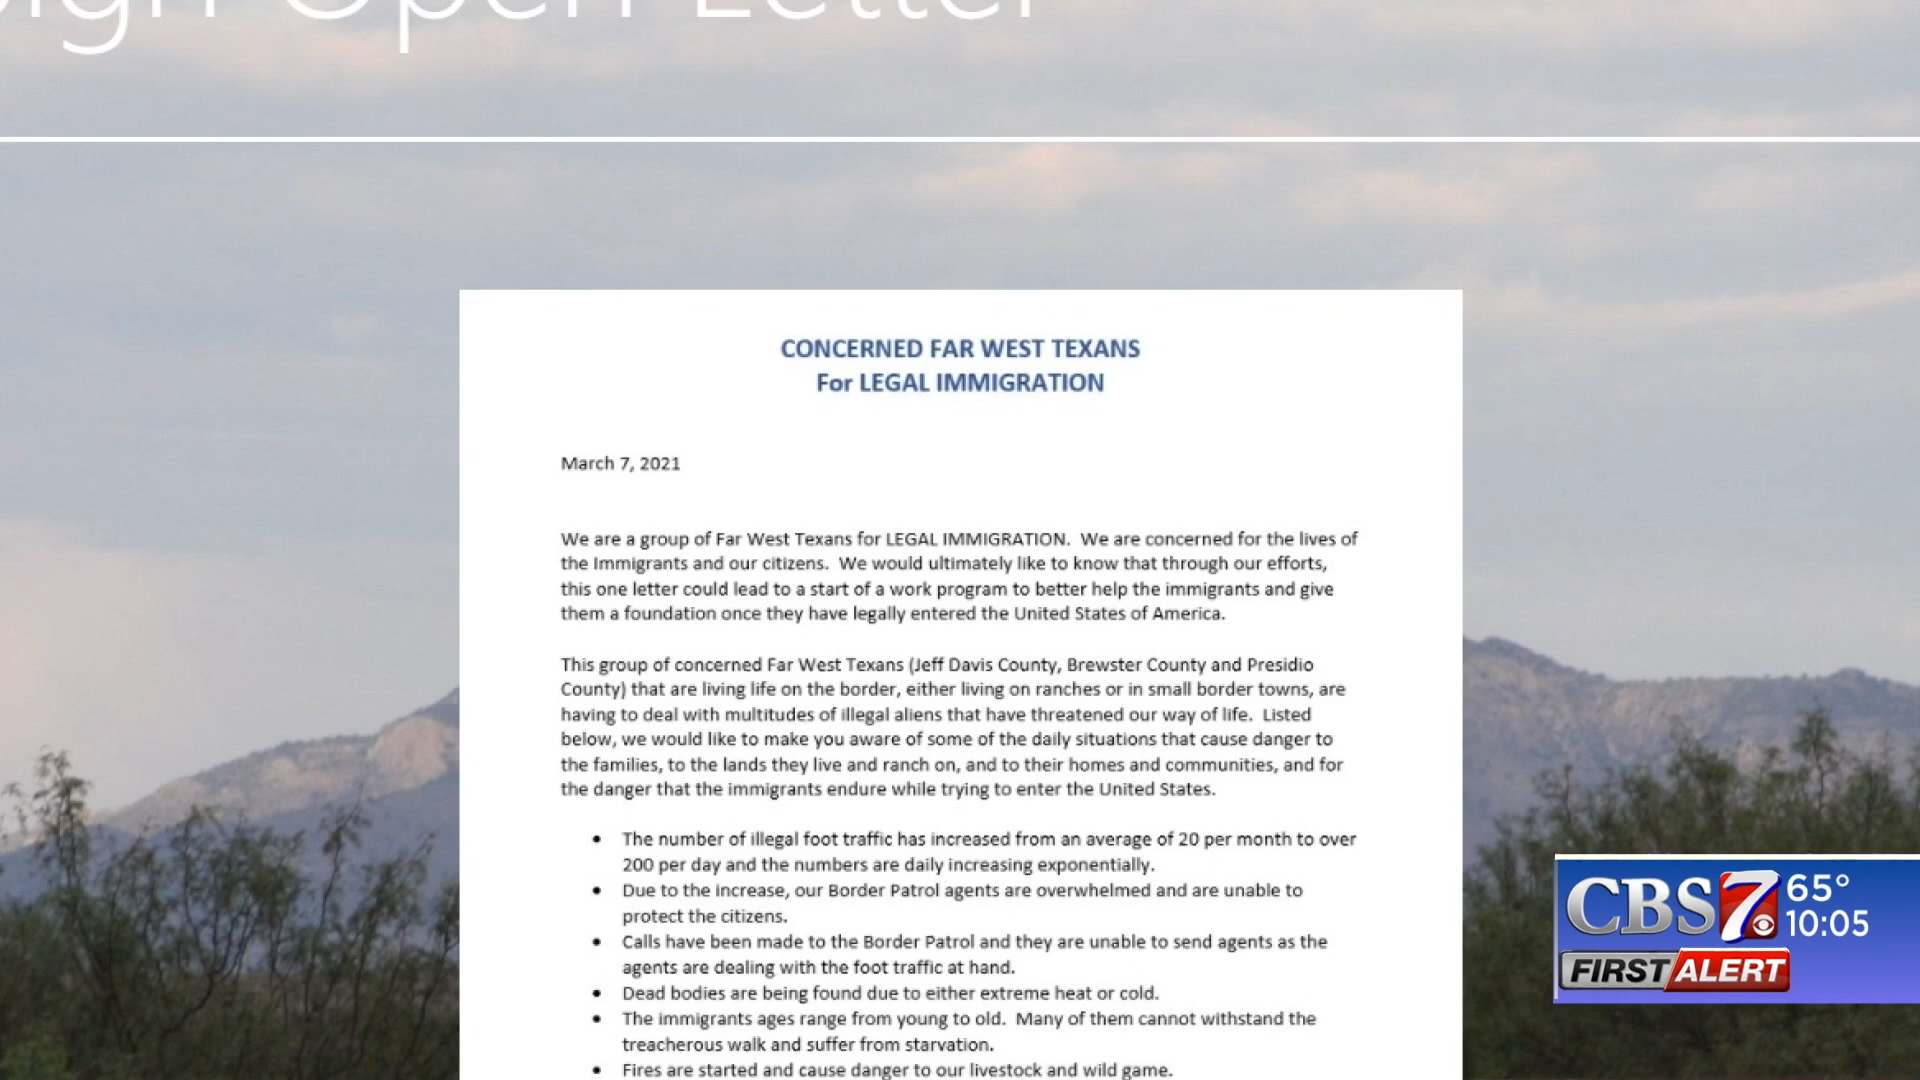 Open Letter
CONCERNED FAR WEST TEXANS
For LEGAL IMMIGRATION
March 7, 2021
We are a group of Far West Texans for LEGAL IMMIGRATION. We are concerned for the lives of
the Immigrants and our citizens. We would ultimately like to know that through our efforts,
this one letter could lead to a start of a work program to better help the immigrants and give
them a foundation once they have legally entered the United States of America.
This group of concerned Far West Texans (Jeff Davis County, Brewster County and Presidio
County) that are living life on the border, either living on ranches or in small border towns, are
having to deal with multitudes of illegal aliens that have threatened our way of life. Listed
below, we would like to make you aware of some of the daily situations that cause danger to
the families, to the lands they live and ranch on, and to their homes and communities, and for
the danger that the immigrants endure while trying to enter the United States.
• The number of illegal foot traffic has increased from an average of 20 per month to over
200 per day and the numbers are daily increasing exponentially.
• Due to the increase, our Border Patrol agents are overwhelmed and are unable to
protect the citizens.
• Calls have been made to the Border Patrol and they are unable to send agents as the
agents are dealing with the foot traffic at hand.
• Dead bodies are being found due to either extreme heat or cold.
• The immigrants ages range from young to old. Many of them cannot withstand the
treacherous walk and suffer from starvation.
• Fires are started and cause danger to our livestock and wild game.
CBS 7 65°
10:05
FIRST ALERT